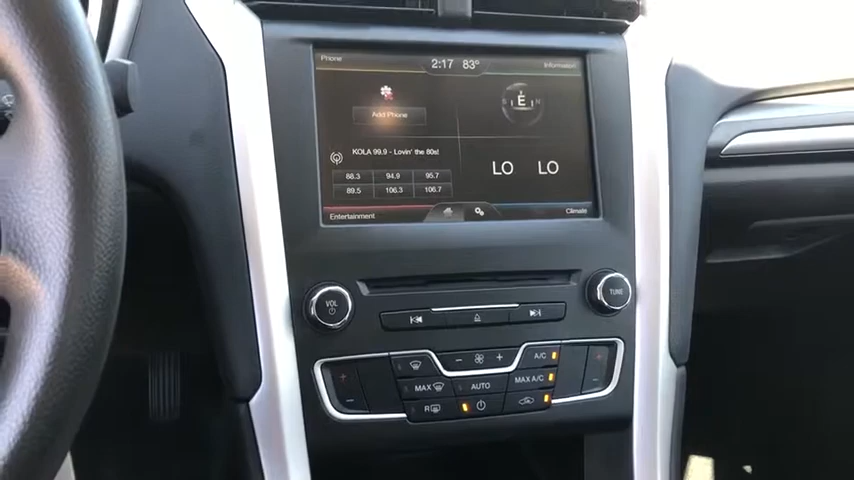 Phone 2:17 83° Information
Add Phone
S E N
KOLA 99.9 - Lovin' the 80s!
LO LO
88.3 94.9 95.7
89.5 106.3 106.7
Entertainment Climate
VOL TUNE
A/C
MAX AUTO MAX A/C
R